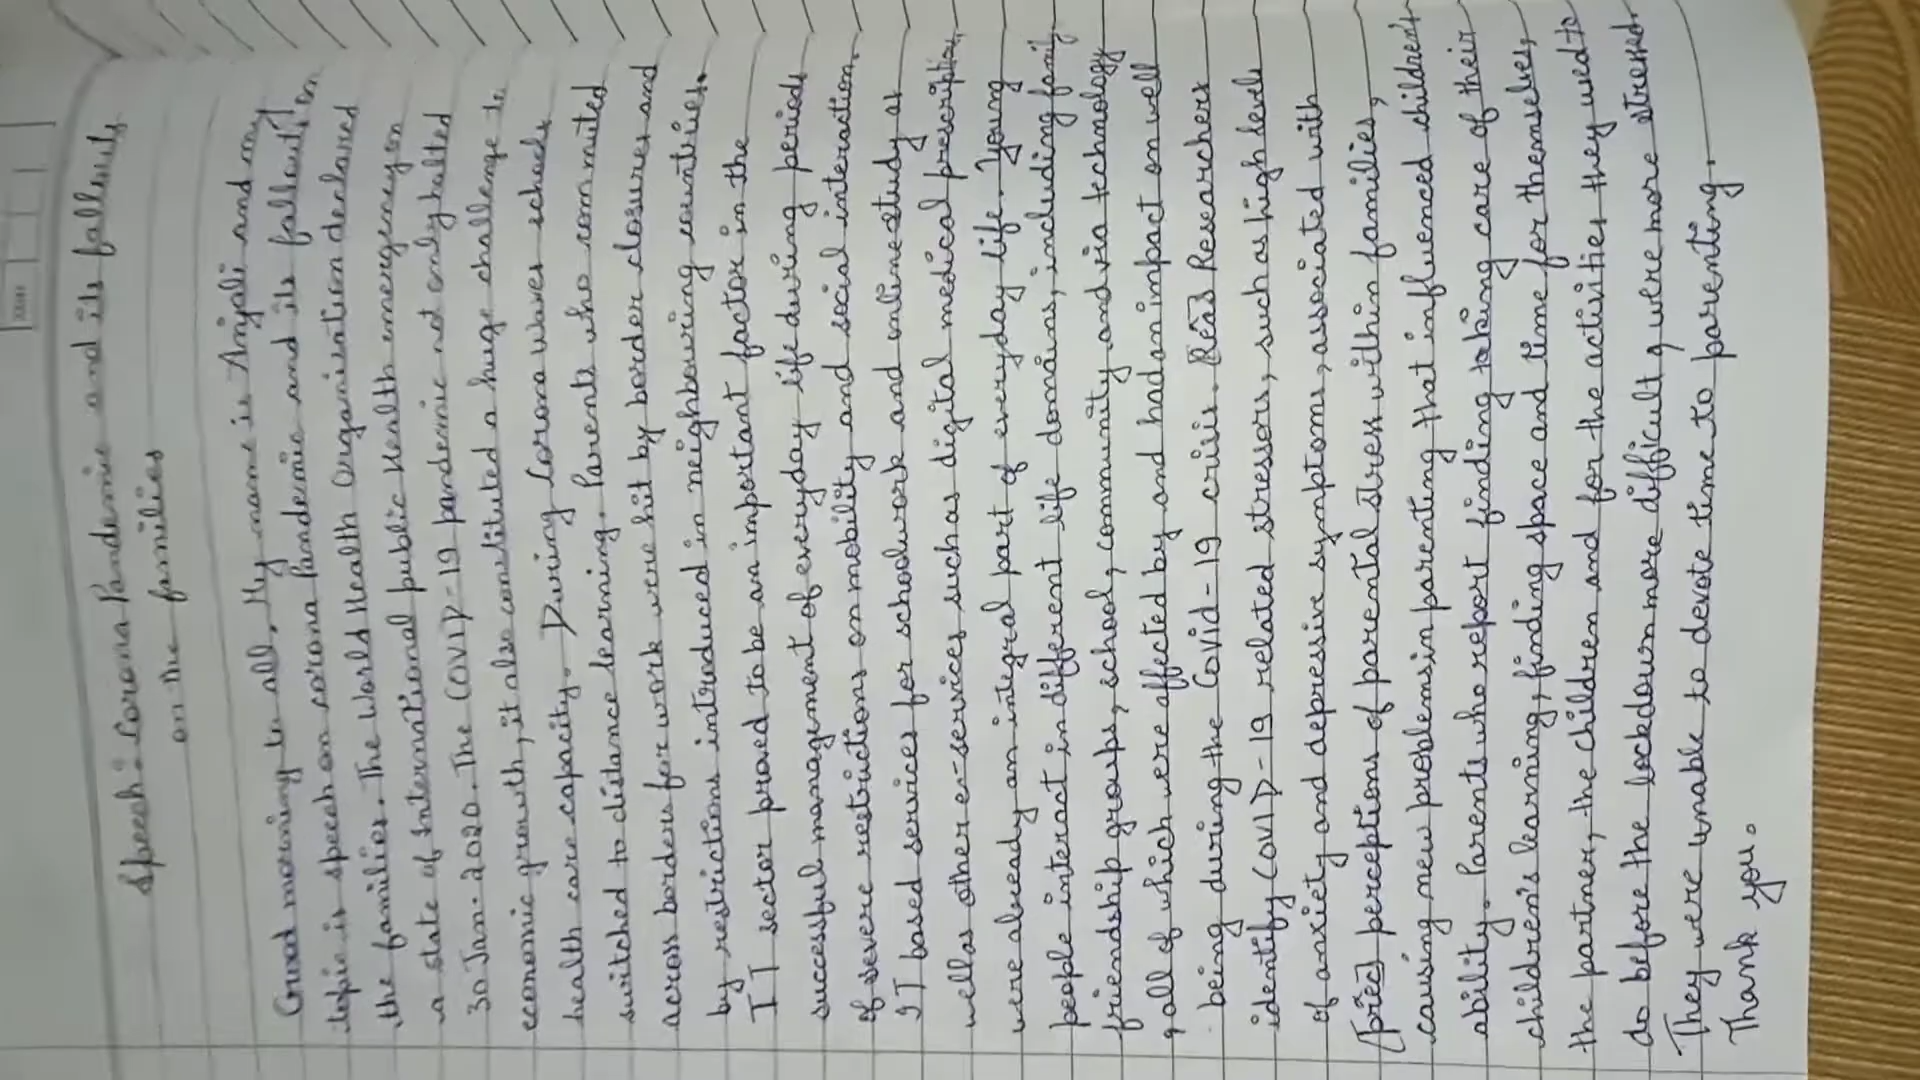 Speech:- Corona Pandemic and its fallouts
on the families
Good morning to all. My name is Anjali and my
topic is speech on corona Pandemic and its fallouts on
the families. The World Health Organisation declared
a state of International public Health emergency on
30 Jan. 2020. The COVID-19 pandemic not only halted
economic growth, it also constituted a huge challenge to
health care capacity. During Corona waves schools
switched to distance learning. Parents who commuted
across borders for work were hit by border closures and
by restrictions introduced in neighbouring countries.
IT sector proved to be an important factor in the
successful management of everyday life during periods
of severe restrictions on mobility and social interaction.
IT based services for schoolwork and online study as
well as other e-services, such as digital medical prescription,
were already an integral part of everyday life. Young
people interact in different life domains, including family,
friendship groups, school, community and via technology
all of which were affected by and had an impact on well
being during the Covid-19 crisis. Researchers
identify COVID-19 related stressors, such as high levels
of anxiety and depressive symptoms, associated with
perceptions of parental stress within families,
causing new problems in parenting that influenced children's
ability. Parents who report finding taking care of their
children's learning, finding space and time for themselves,
the partner, the children and for the activities they used to
do before the lockdown more difficult, were more stressed.
They were unable to devote time to parenting.
Thank you.